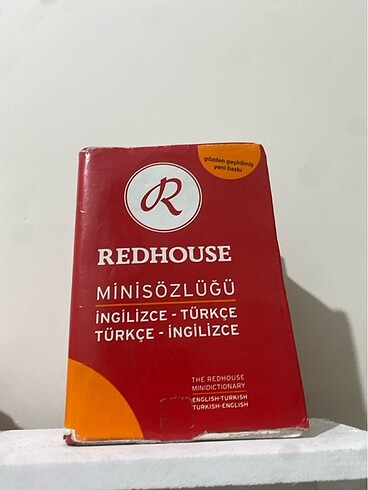 gözden geçirilmiş
yeni baskı
R
REDHOUSE
MİNİSÖZLÜĞÜ
İNGİLİZCE - TÜRKÇE
TÜRKÇE - İNGİLİZCE
THE REDHOUSE
MINIDICTIONARY
ENGLISH-TURKISH
TURKISH-ENGLISH